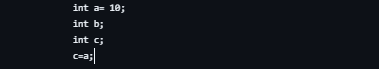 int a= 10;
int b;
int c;
c=a;